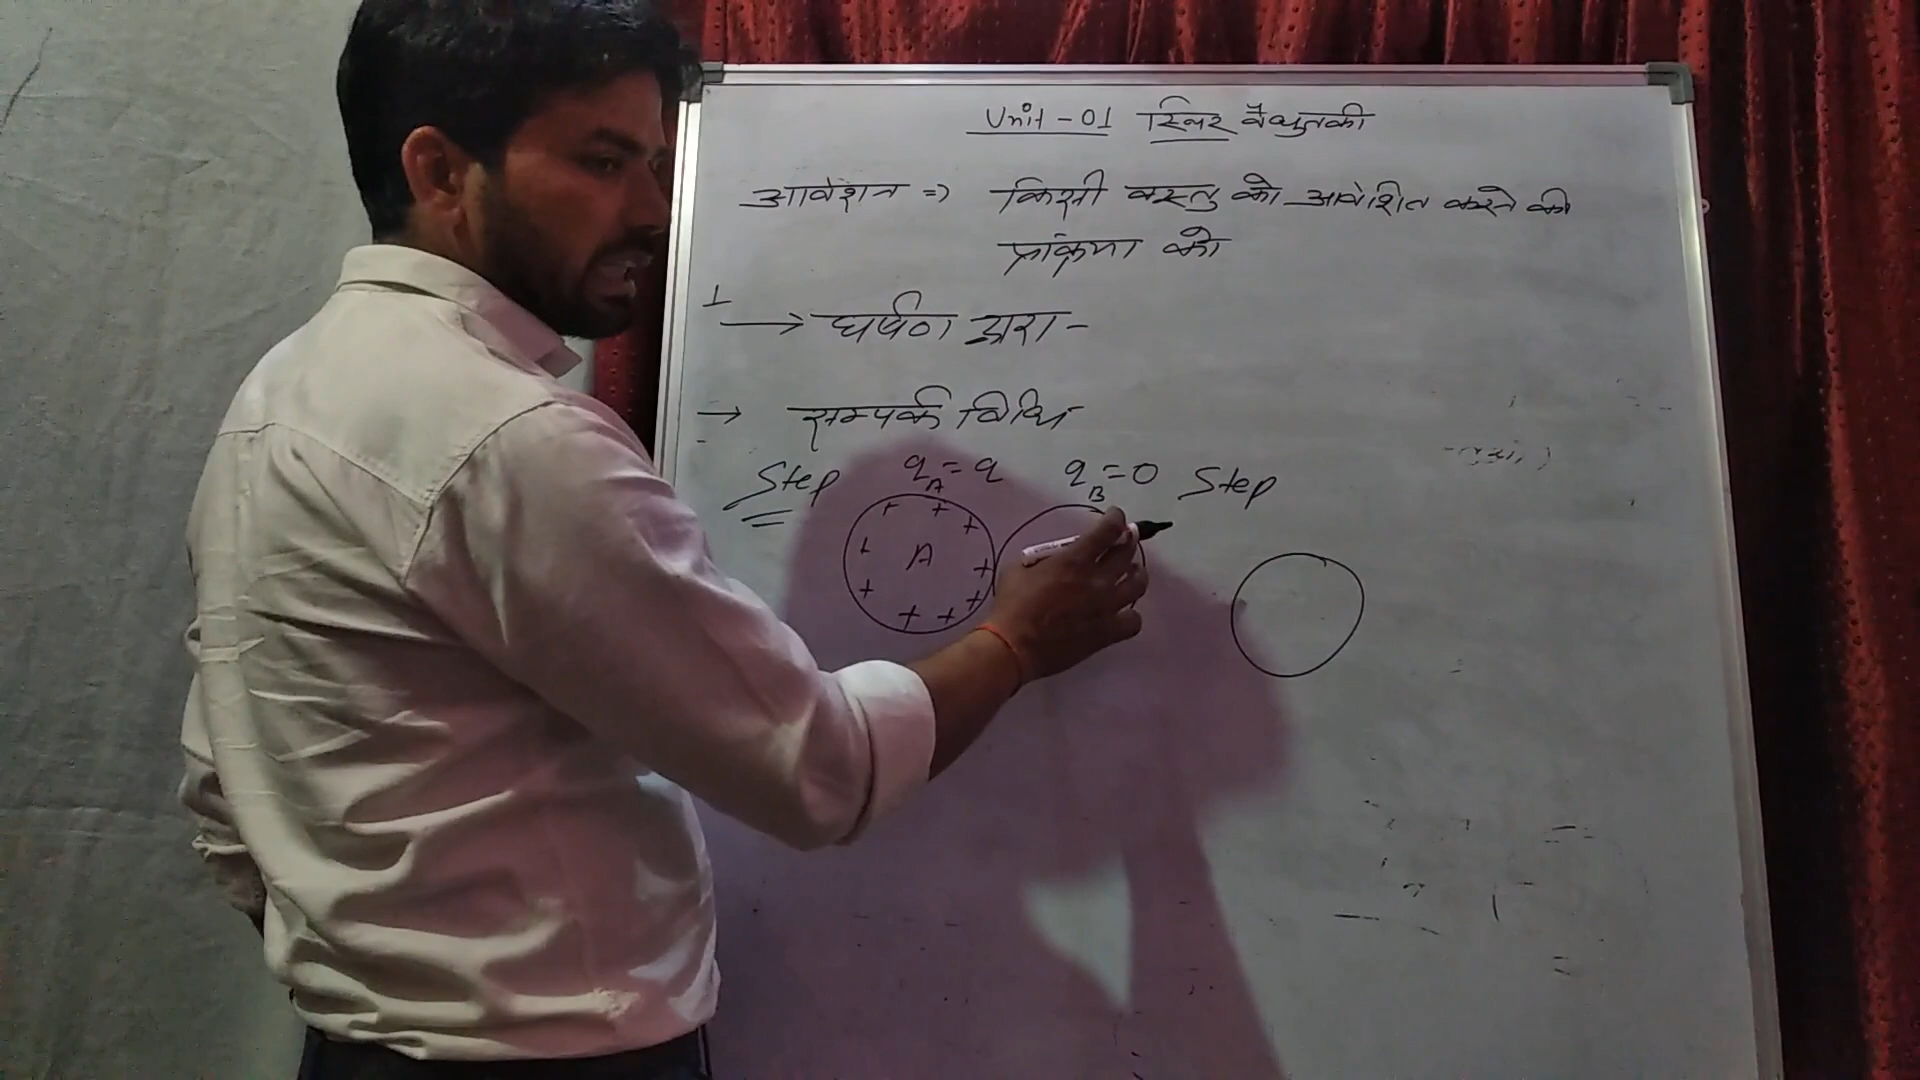 Unit - 01 स्थिर वैद्युतकी
आवेशन => किसी वस्तु को आवेशित करने की
प्रक्रिया को
1
→ घर्षण द्वारा -
→ सम्पर्क विधि
Step q_A = q q_B = 0 Step
A